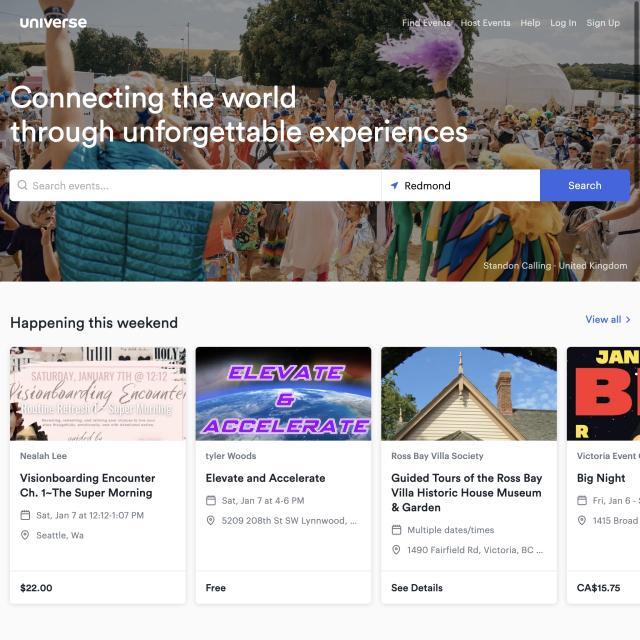 unıverse
Find Events Host Events Help Log In Sign Up
Connecting the world
through unforgettable experiences
Search events...
Redmond
Search
Standon Calling - United Kingdom
Happening this weekend
View all
SATURDAY, JANUARY 7TH @ 12:12
Visionboarding Encounter
Routine Refresh
Super Morning
guided by
Nealah Lee
Visionboarding Encounter
Ch. 1~The Super Morning
Sat, Jan 7 at 12:12-1:07 PM
Seattle, Wa
$22.00
ELEVATE
&
ACCELERATE
tyler Woods
Elevate and Accelerate
Sat, Jan 7 at 4-6 PM
5209 208th St SW Lynnwood, ...
Free
Ross Bay Villa Society
Guided Tours of the Ross Bay
Villa Historic House Museum
& Garden
Multiple dates/times
1490 Fairfield Rd, Victoria, BC ...
See Details
JAN
B
R
Victoria Event
Big Night
Fri, Jan 6 -
1415 Broad
CA$15.75